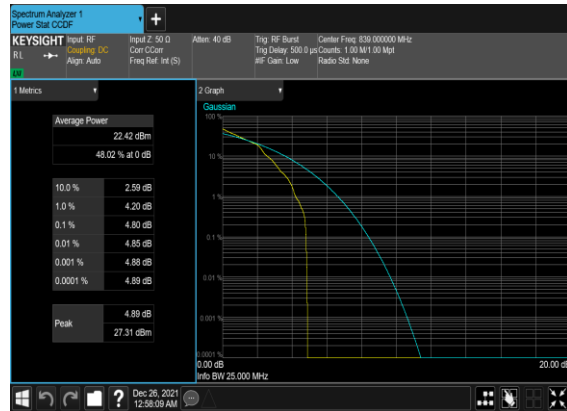 Spectrum Analyzer 1
Power Stat CCDF
KEYSIGHT
R L
Input: RF
Coupling: DC
Align: Auto
Input Z: 50 Ω
Corr CCorr
Freq Ref: Int (S)
Atten: 40 dB
Trig: RF Burst
Trig Delay: 500.0 µs
#IF Gain: Low
Center Freq: 839.000000 MHz
Counts: 1.00 M/1.00 Mpt
Radio Std: None
1 Metrics
Average Power
22.42 dBm
48.02 % at 0 dB
10.0 % 2.59 dB
1.0 % 4.20 dB
0.1 % 4.80 dB
0.01 % 4.85 dB
0.001 % 4.88 dB
0.0001 % 4.89 dB
Peak
4.89 dB
27.31 dBm
2 Graph
Gaussian
100 %
10 %
1 %
0.1 %
0.01 %
0.001 %
0.0001 %
0.00 dB
20.00 dB
Info BW 25.000 MHz
Dec 26, 2021
12:58:09 AM